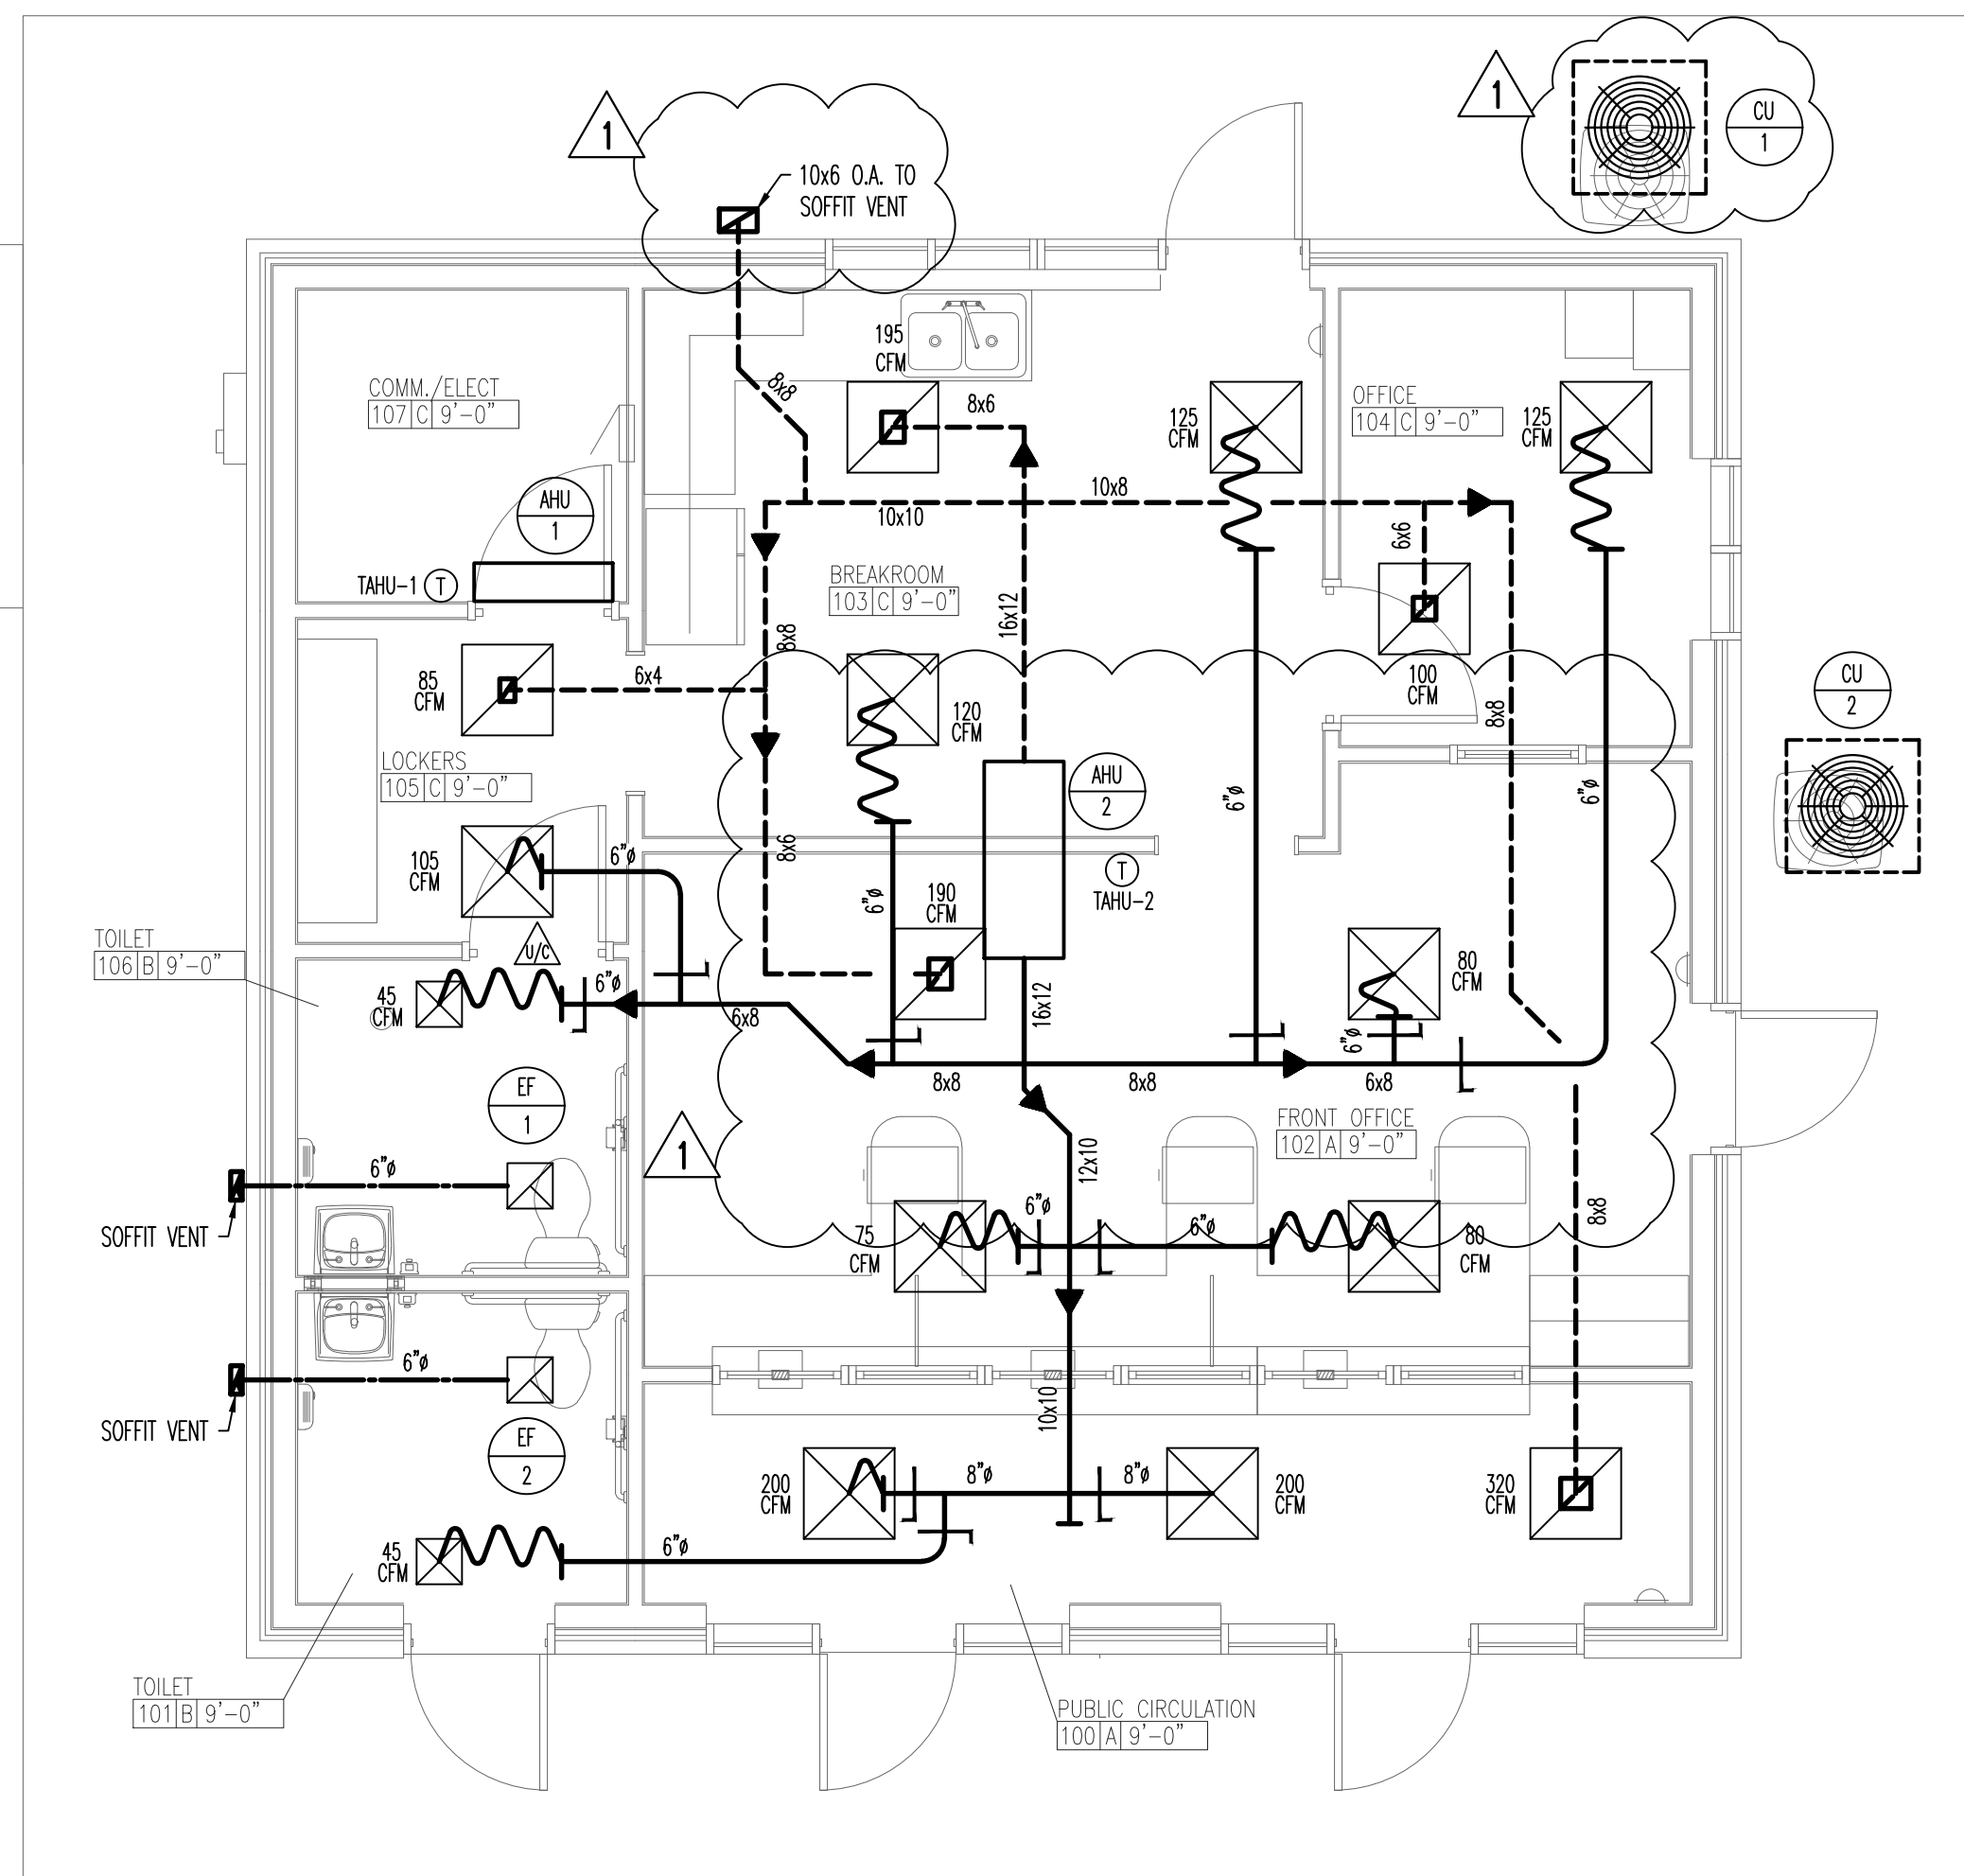 1
10x6 O.A. TO
SOFFIT VENT
1
CU
1
195
CFM
8x8
8x6
COMM./ELECT
107 C 9'-0"
125
CFM
OFFICE
104 C 9'-0"
125
CFM
AHU
1
10x8
10x10
6x6
TAHU-1 T
BREAKROOM
103 C 9'-0"
16x12
8x8
85
CFM
6x4
100
CFM
CU
2
120
CFM
8x8
LOCKERS
105 C 9'-0"
AHU
2
6"ø
6"ø
105
CFM
6"ø
8x6
T
TAHU-2
6"ø
190
CFM
TOILET
106 B 9'-0"
U/C
45
CFM
6"ø
6x8
16x12
80
CFM
6"ø
8x8
8x8
6x8
EF
1
1
FRONT OFFICE
102 A 9'-0"
12x10
6"ø
SOFFIT VENT
6"ø
6"ø
8x8
75
CFM
80
CFM
6"ø
SOFFIT VENT
10x10
EF
2
200
CFM
8"ø
8"ø
200
CFM
320
CFM
45
CFM
6"ø
TOILET
101 B 9'-0"
PUBLIC CIRCULATION
100 A 9'-0"